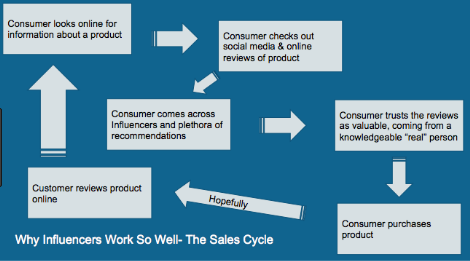 Consumer looks online for
information about a product
Consumer checks out
social media & online
reviews of product
Consumer comes across
Influencers and plethora of
recommendations
Consumer trusts the reviews
as valuable, coming from a
knowledgeable “real” person
Consumer purchases
product
Hopefully
Customer reviews product
online
Why Influencers Work So Well- The Sales Cycle